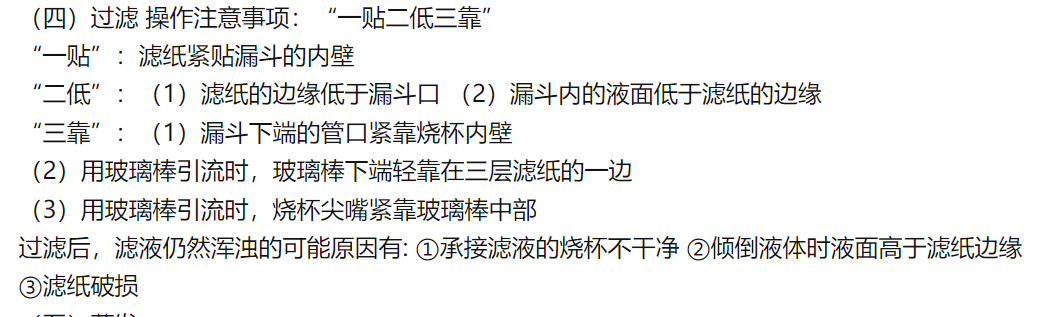 （四）过滤 操作注意事项： “一贴二低三靠”
“一贴”：滤纸紧贴漏斗的内壁
“二低”：（1）滤纸的边缘低于漏斗口 （2）漏斗内的液面低于滤纸的边缘
“三靠”：（1）漏斗下端的管口紧靠烧杯内壁
（2）用玻璃棒引流时，玻璃棒下端轻靠在三层滤纸的一边
（3）用玻璃棒引流时，烧杯尖嘴紧靠玻璃棒中部
过滤后，滤液仍然浑浊的可能原因有: ①承接滤液的烧杯不干净 ②倾倒液体时液面高于滤纸边缘
③滤纸破损